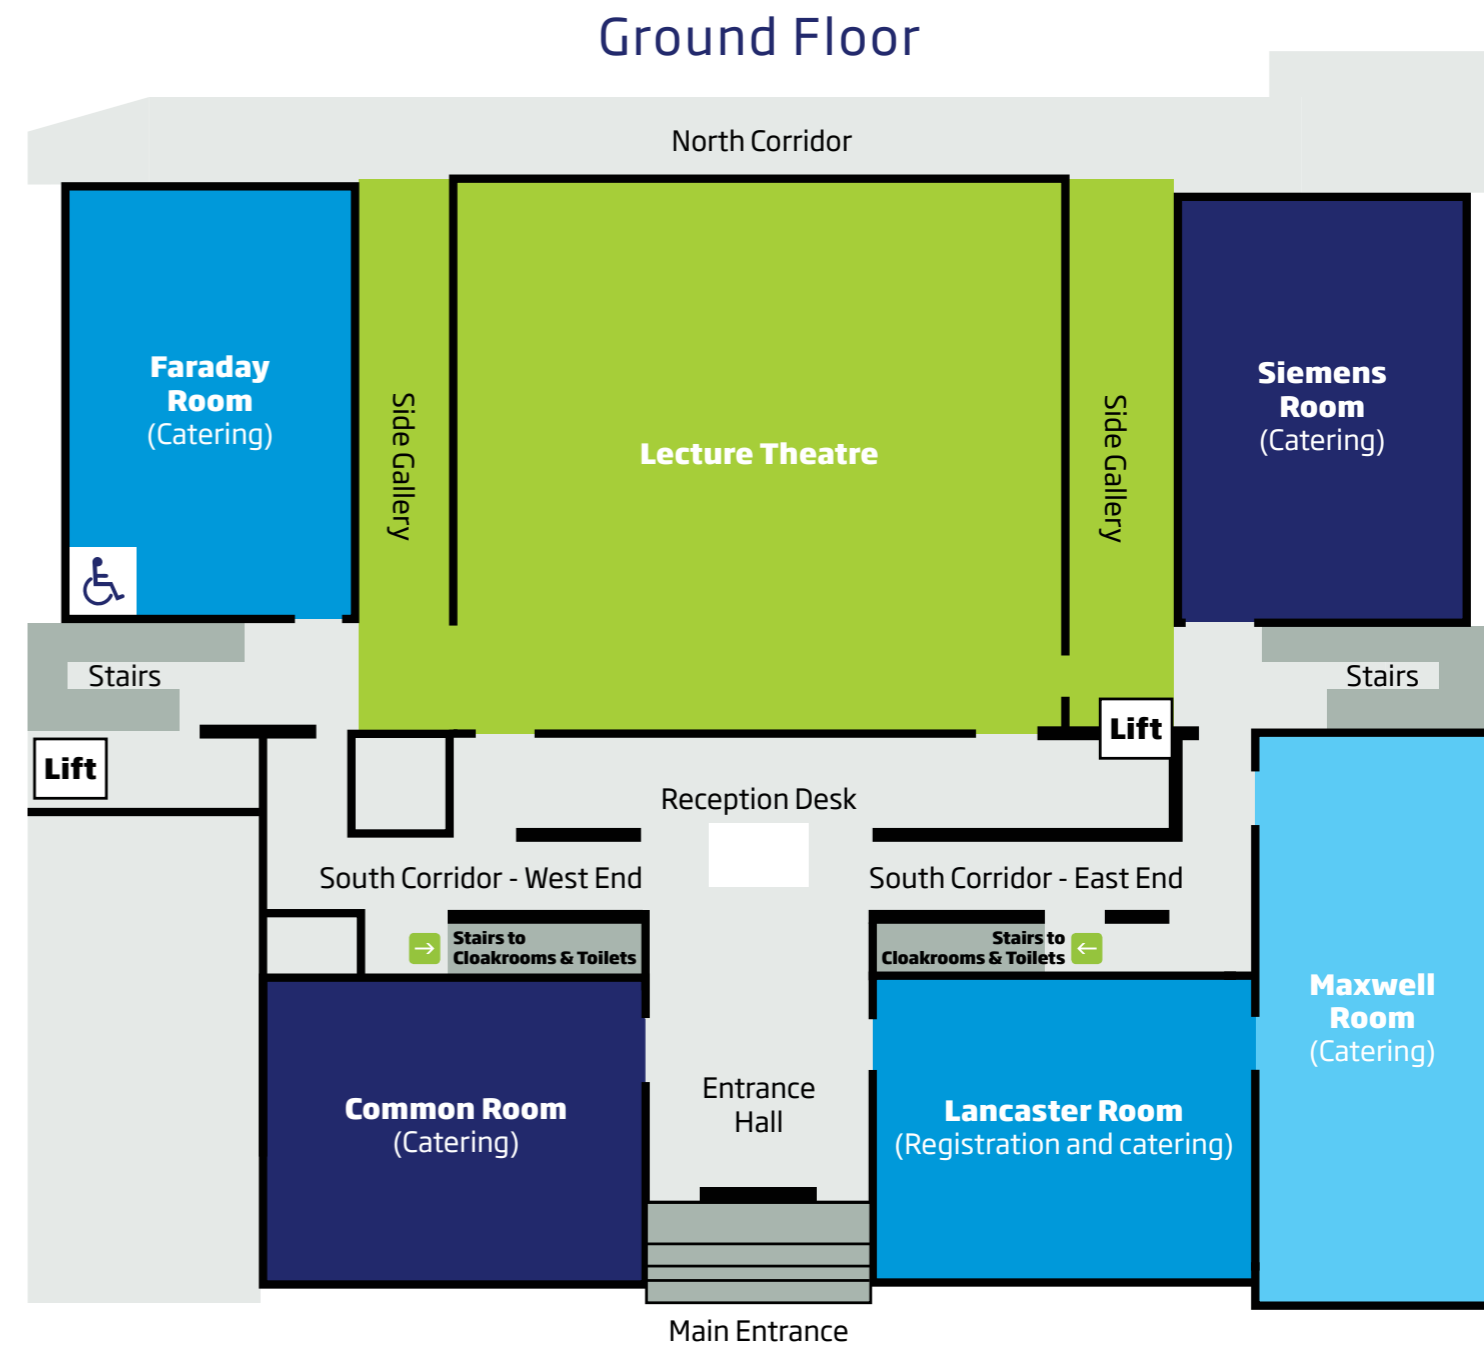 Ground Floor
North Corridor
Faraday
Room
(Catering)
Side Gallery
Lecture Theatre
Side Gallery
Siemens
Room
(Catering)
Stairs
Stairs
Lift
Lift
Reception Desk
South Corridor - West End
South Corridor - East End
→
Stairs to
Cloakrooms & Toilets
Stairs to
Cloakrooms & Toilets
←
Maxwell
Room
(Catering)
Common Room
(Catering)
Entrance
Hall
Lancaster Room
(Registration and catering)
Main Entrance